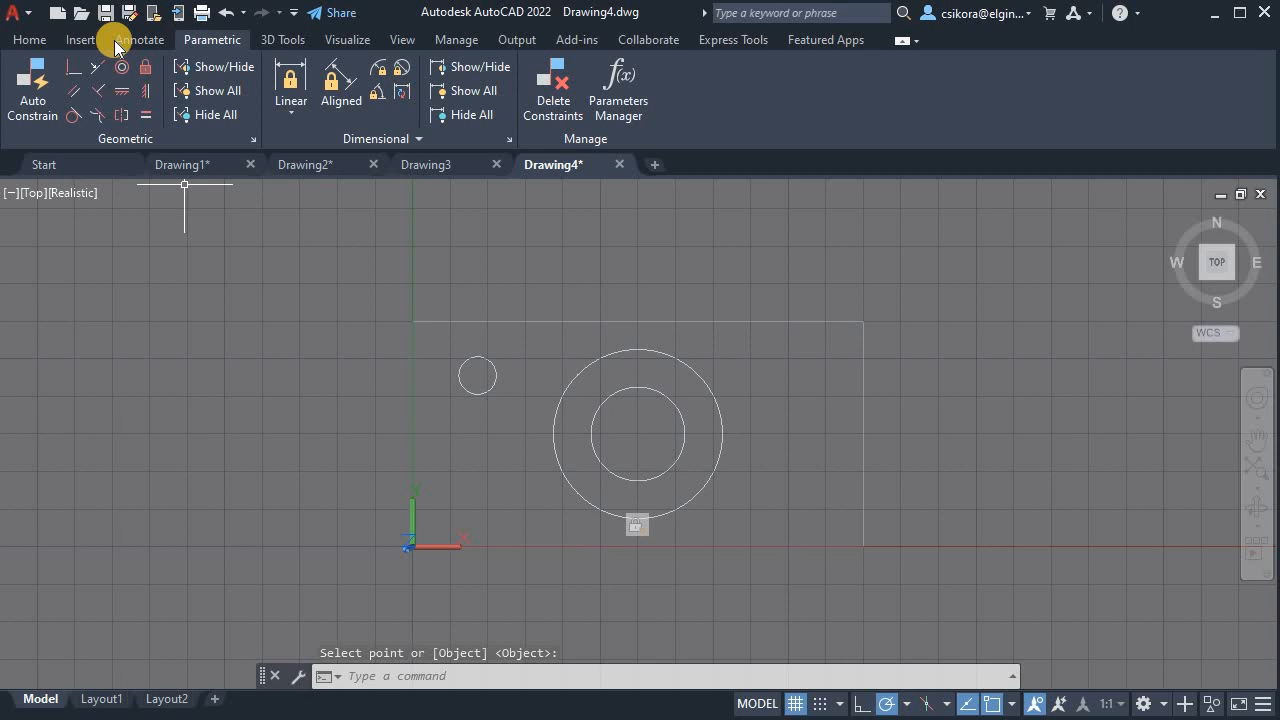 Share
Autodesk AutoCAD 2022 Drawing4.dwg
Type a keyword or phrase
csikora@elgin...
Home Insert Annotate Parametric 3D Tools Visualize View Manage Output Add-ins Collaborate Express Tools Featured Apps
Auto
Constrain
Show/Hide
Show All
Hide All
Geometric
Linear
Aligned
Dimensional
Show/Hide
Show All
Hide All
Delete
Constraints
f(x)
Parameters
Manager
Manage
Start Drawing1* Drawing2* Drawing3 Drawing4*
[−][Top][Realistic]
N
W TOP E
S
WCS
Y
X
Select point or [Object] <Object>:
Type a command
Model Layout1 Layout2
MODEL
1:1